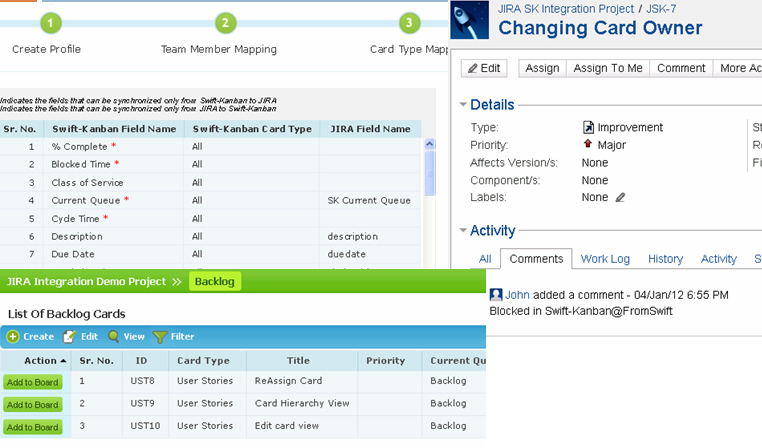 1 2 3
Create Profile Team Member Mapping Card Type Mapp
Indicates the fields that can be synchronized only from Swift-Kanban to JIRA
Indicates the fields that can be synchronized only from JIRA to Swift-Kanban
Sr. No. Swift-Kanban Field Name Swift-Kanban Card Type JIRA Field Name
1 % Complete * All
2 Blocked Time * All
3 Class of Service All
4 Current Queue * All SK Current Queue
5 Cycle Time * All
6 Description All description
7 Due Date All duedate
JIRA SK Integration Project / JSK-7
Changing Card Owner
Edit Assign Assign To Me Comment More Ac
Details
Type: Improvement St
Priority: Major Re
Affects Version/s: None Fi
Component/s: None
Labels: None
Activity
All Comments Work Log History Activity S
John added a comment - 04/Jan/12 6:55 PM
Blocked in Swift-Kanban@FromSwift
JIRA Integration Demo Project >> Backlog
List Of Backlog Cards
Create Edit View Filter
Action Sr. No. ID Card Type Title Priority Current Qu
Add to Board 1 UST8 User Stories ReAssign Card Backlog
Add to Board 2 UST9 User Stories Card Hierarchy View Backlog
Add to Board 3 UST10 User Stories Edit card view Backlog